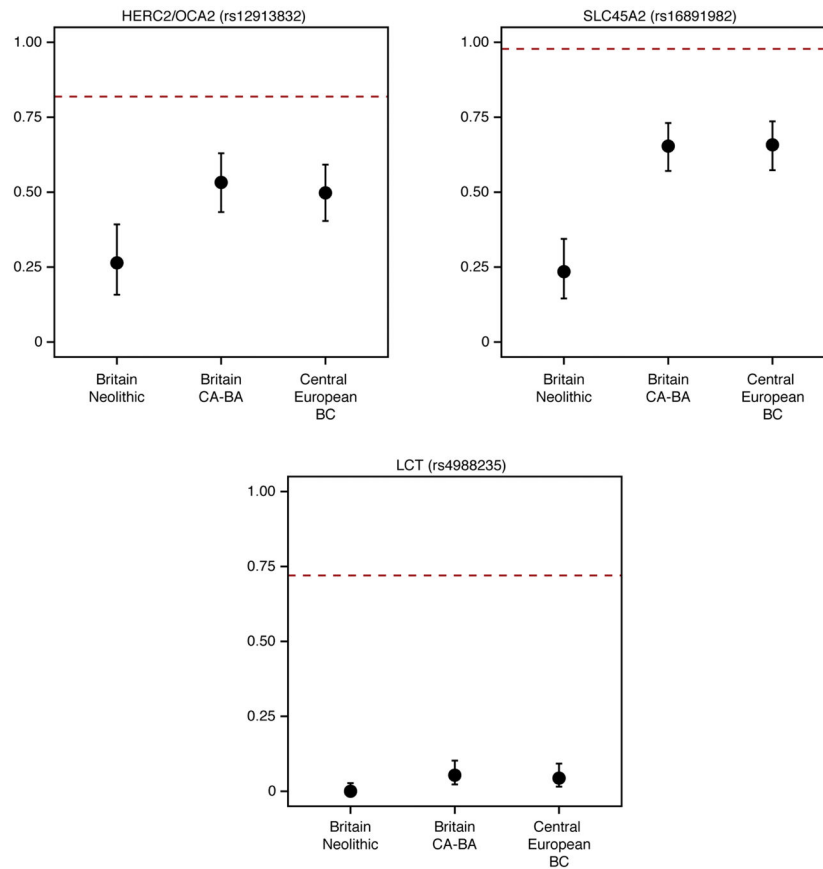 HERC2/OCA2 (rs12913832)
1.00
0.75
0.50
0.25
0
Britain
Neolithic
Britain
CA-BA
Central
European
BC
SLC45A2 (rs16891982)
1.00
0.75
0.50
0.25
0
Britain
Neolithic
Britain
CA-BA
Central
European
BC
LCT (rs4988235)
1.00
0.75
0.50
0.25
0
Britain
Neolithic
Britain
CA-BA
Central
European
BC